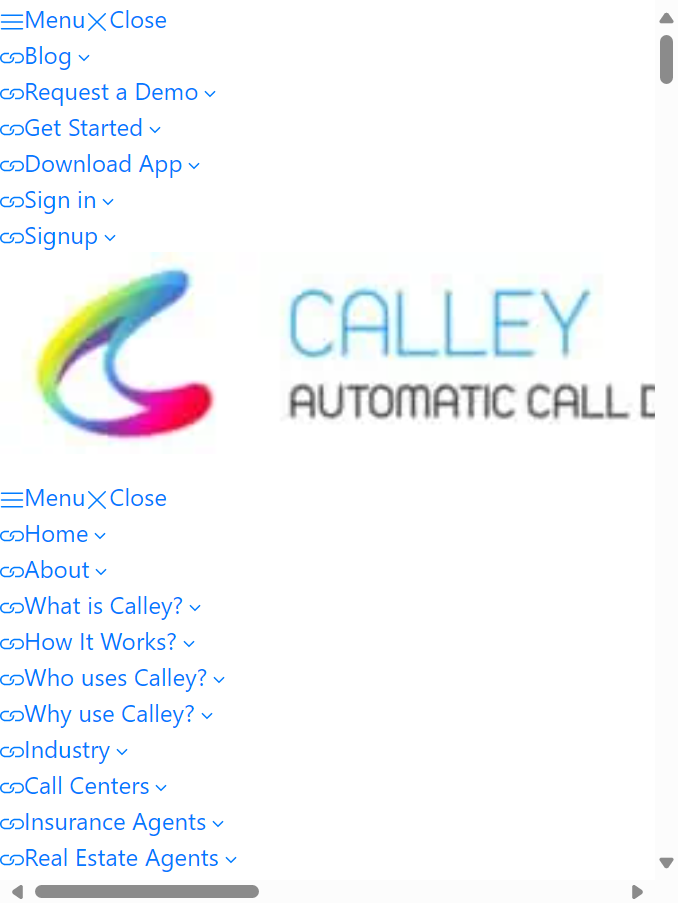 Menu Close
Blog
Request a Demo
Get Started
Download App
Sign in
Signup
CALLEY
AUTOMATIC CALL
Menu Close
Home
About
What is Calley?
How It Works?
Who uses Calley?
Why use Calley?
Industry
Call Centers
Insurance Agents
Real Estate Agents